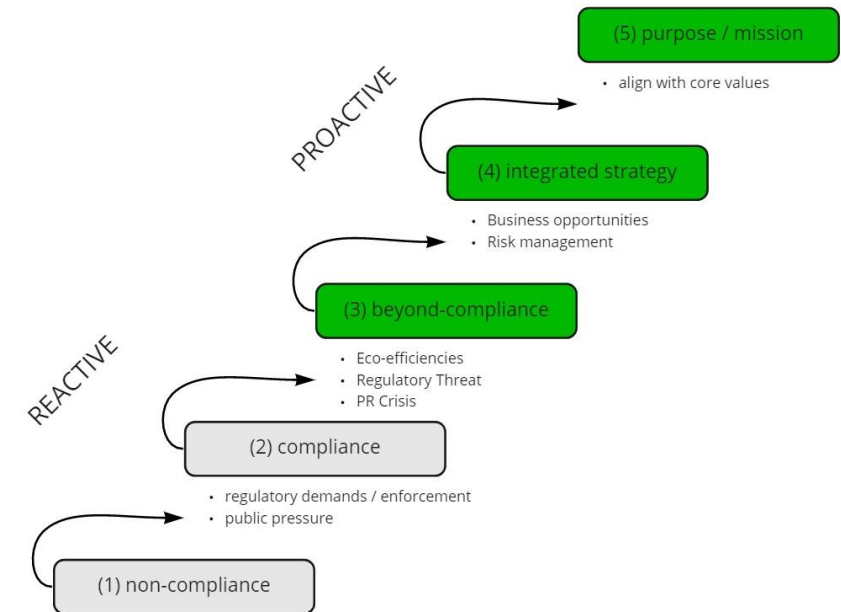 (5) purpose / mission
• align with core values
PROACTIVE
(4) integrated strategy
• Business opportunities
• Risk management
(3) beyond-compliance
• Eco-efficiencies
• Regulatory Threat
• PR Crisis
REACTIVE
(2) compliance
• regulatory demands / enforcement
• public pressure
(1) non-compliance